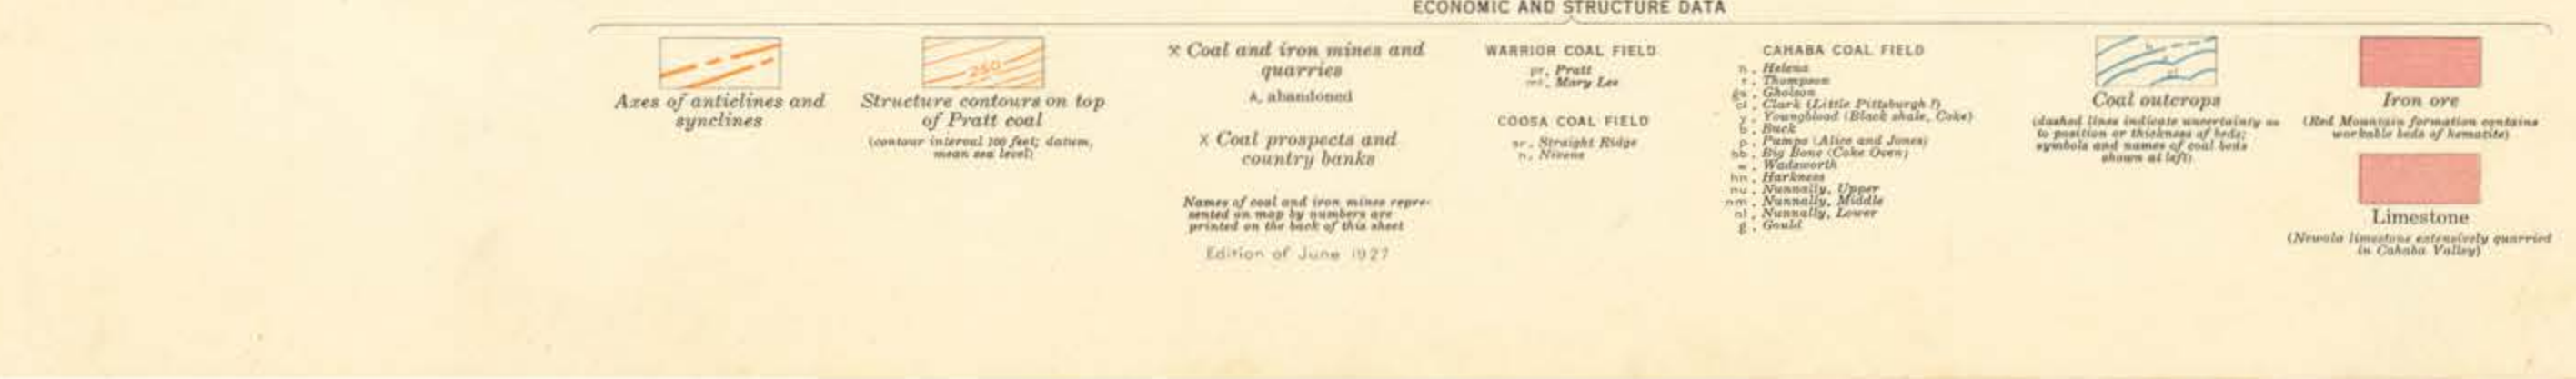 ECONOMIC AND STRUCTURE DATA
250
Axes of anticlines and
synclines
Structure contours on top
of Pratt coal
(contour interval 100 feet; datum,
mean sea level)
Coal and iron mines and
quarries
A, abandoned
X Coal prospects and
country banks
Names of coal and iron mines repre-
sented on map by numbers are
printed on the back of this sheet
Edition of June 1927
WARRIOR COAL FIELD
pr, Pratt
ml, Mary Lee
COOSA COAL FIELD
sr, Straight Ridge
n, Nivens
CAHABA COAL FIELD
h, Helena
t, Thompson
gs, Gholson
cl, Clark (Little Pittsburgh?)
y, Youngblood (Black shale, Coke)
b, Buck
p, Pump (Alice and Jones)
bb, Big Bone (Coke Oven)
w, Wadsworth
hn, Harkness
nu, Nunnally, Upper
nm, Nunnally, Middle
nl, Nunnally, Lower
g, Gould
Coal outcrops
(dashed lines indicate uncertainty as
to position or thickness of beds;
symbols and names of coal beds
shown at left)
Iron ore
(Red Mountain formation contains
workable beds of hematite)
Limestone
(Newala limestone extensively quarried
in Cahaba Valley)